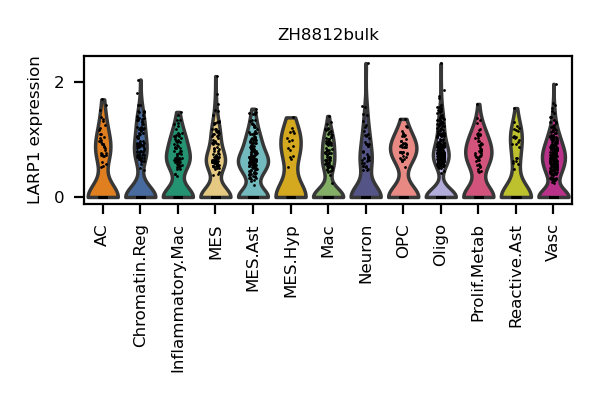 ZH8812bulk
LARP1 expression
2
0
AC
Chromatin.Reg
Inflammatory.Mac
MES
MES.Ast
MES.Hyp
Mac
Neuron
OPC
Oligo
Prolif.Metab
Reactive.Ast
Vasc